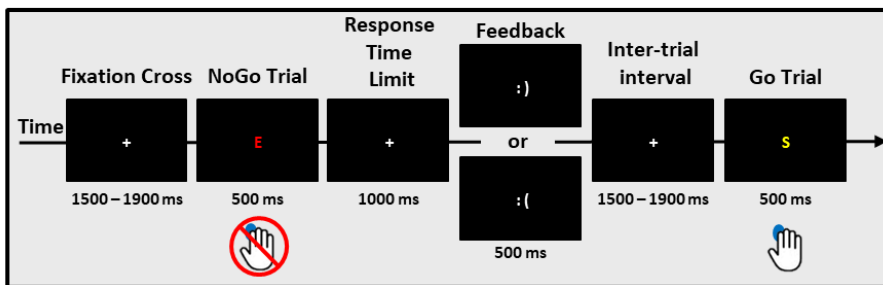 Time
Fixation Cross
+
1500 – 1900 ms
NoGo Trial
E
500 ms
Response
Time
Limit
+
1000 ms
Feedback
:)
or
:(
500 ms
Inter-trial
interval
+
1500 – 1900 ms
Go Trial
S
500 ms